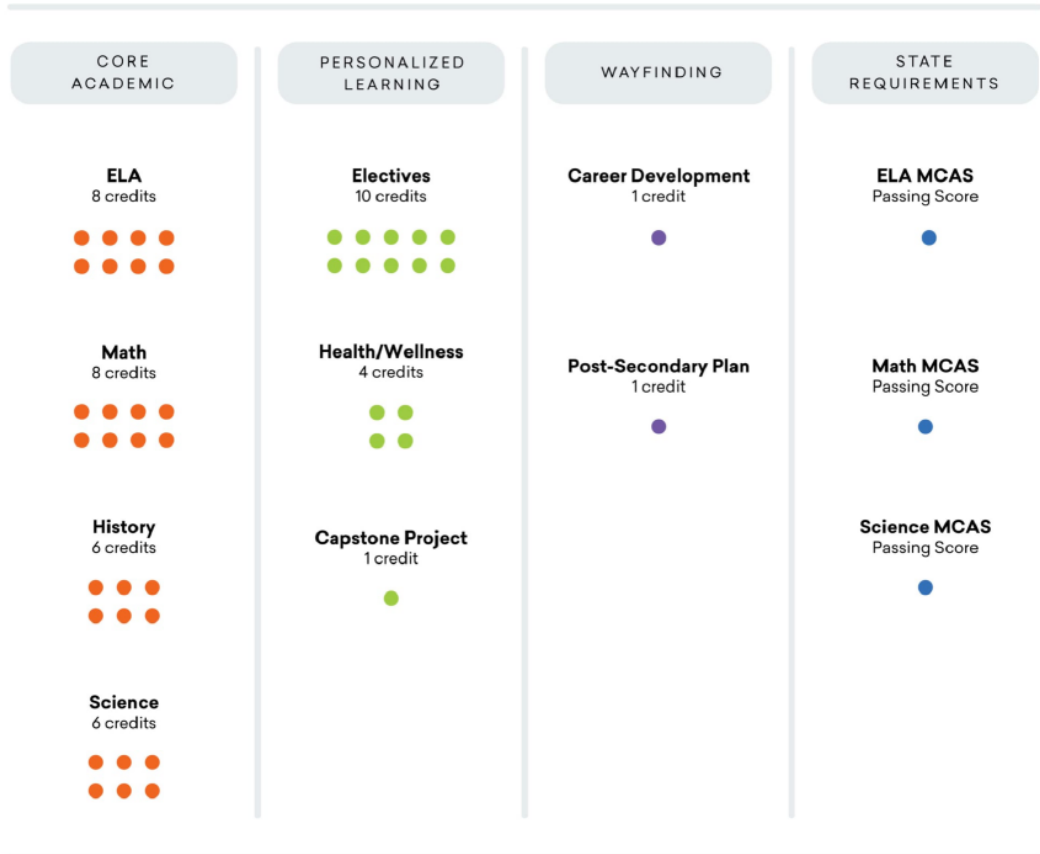 CORE
ACADEMIC
ELA
8 credits
Math
8 credits
History
6 credits
Science
6 credits
PERSONALIZED
LEARNING
Electives
10 credits
Health/Wellness
4 credits
Capstone Project
1 credit
WAYFINDING
Career Development
1 credit
Post-Secondary Plan
1 credit
STATE
REQUIREMENTS
ELA MCAS
Passing Score
Math MCAS
Passing Score
Science MCAS
Passing Score